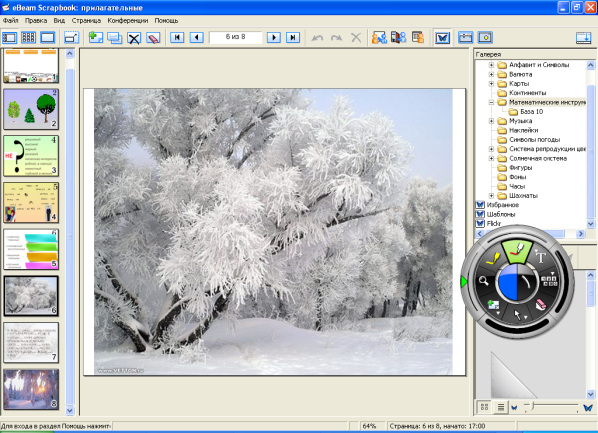 eBeam Scrapbook: прилагательные
Файл Правка Вид Страница Конференции Помощь
6 из 8
Галерея
Алфавит и Символы
Валюта
Карты
Континенты
Математические инструм
База 10
Музыка
Наклейки
Символы погоды
Система репродукции цве
Солнечная система
Фигуры
Фоны
Часы
Шахматы
Избранное
Шаблоны
Flickr
2
НЕ
3
4
5
6
7
8
T
Для входа в раздел Помощь нажмит
64%
Страница: 6 из 8, начато: 17:00